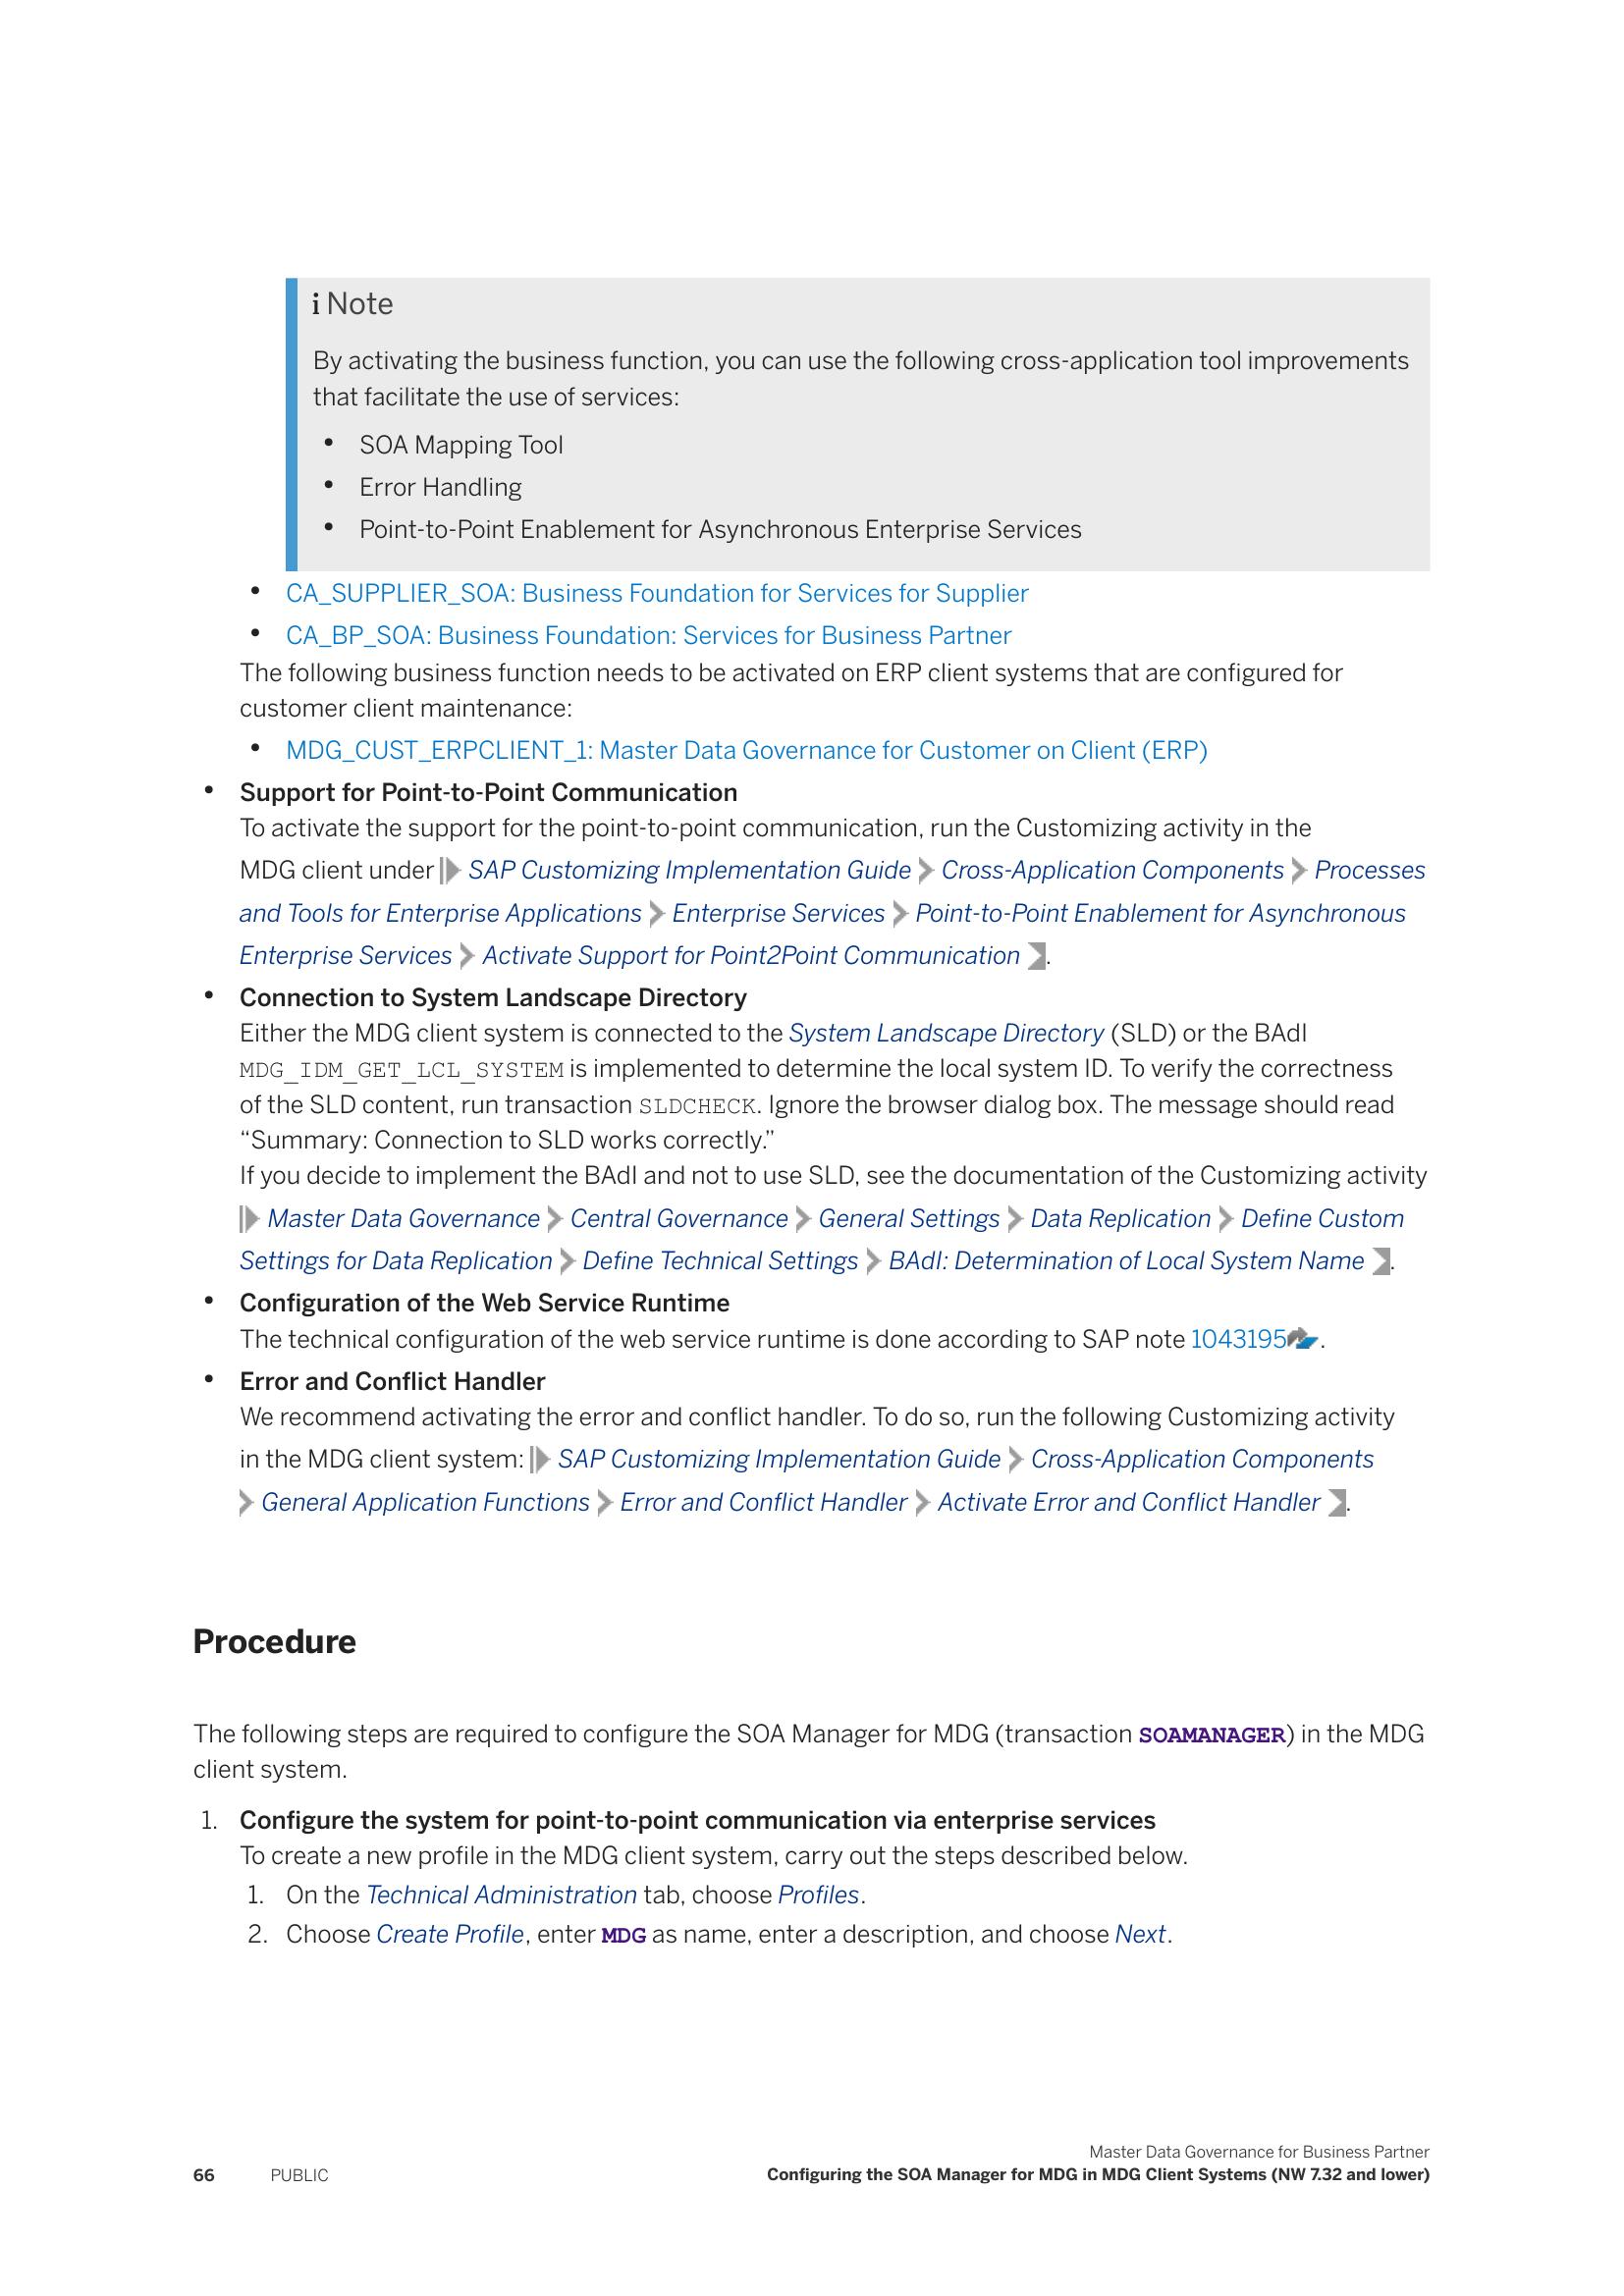 i Note
By activating the business function, you can use the following cross-application tool improvements
that facilitate the use of services:
• SOA Mapping Tool
• Error Handling
• Point-to-Point Enablement for Asynchronous Enterprise Services
• CA_SUPPLIER_SOA: Business Foundation for Services for Supplier
• CA_BP_SOA: Business Foundation: Services for Business Partner
The following business function needs to be activated on ERP client systems that are configured for
customer client maintenance:
• MDG_CUST_ERPCLIENT_1: Master Data Governance for Customer on Client (ERP)
• Support for Point-to-Point Communication
To activate the support for the point-to-point communication, run the Customizing activity in the
MDG client under SAP Customizing Implementation Guide > Cross-Application Components > Processes
and Tools for Enterprise Applications > Enterprise Services > Point-to-Point Enablement for Asynchronous
Enterprise Services > Activate Support for Point2Point Communication .
• Connection to System Landscape Directory
Either the MDG client system is connected to the System Landscape Directory (SLD) or the BAdI
MDG_IDM_GET_LCL_SYSTEM is implemented to determine the local system ID. To verify the correctness
of the SLD content, run transaction SLDCHECK. Ignore the browser dialog box. The message should read
“Summary: Connection to SLD works correctly.”
If you decide to implement the BAdI and not to use SLD, see the documentation of the Customizing activity
Master Data Governance > Central Governance > General Settings > Data Replication > Define Custom
Settings for Data Replication > Define Technical Settings > BAdI: Determination of Local System Name .
• Configuration of the Web Service Runtime
The technical configuration of the web service runtime is done according to SAP note 1043195 .
• Error and Conflict Handler
We recommend activating the error and conflict handler. To do so, run the following Customizing activity
in the MDG client system: SAP Customizing Implementation Guide > Cross-Application Components
> General Application Functions > Error and Conflict Handler > Activate Error and Conflict Handler .
Procedure
The following steps are required to configure the SOA Manager for MDG (transaction SOAMANAGER) in the MDG
client system.
1. Configure the system for point-to-point communication via enterprise services
To create a new profile in the MDG client system, carry out the steps described below.
1. On the Technical Administration tab, choose Profiles.
2. Choose Create Profile, enter MDG as name, enter a description, and choose Next.
Master Data Governance for Business Partner
66 PUBLIC Configuring the SOA Manager for MDG in MDG Client Systems (NW 7.32 and lower)